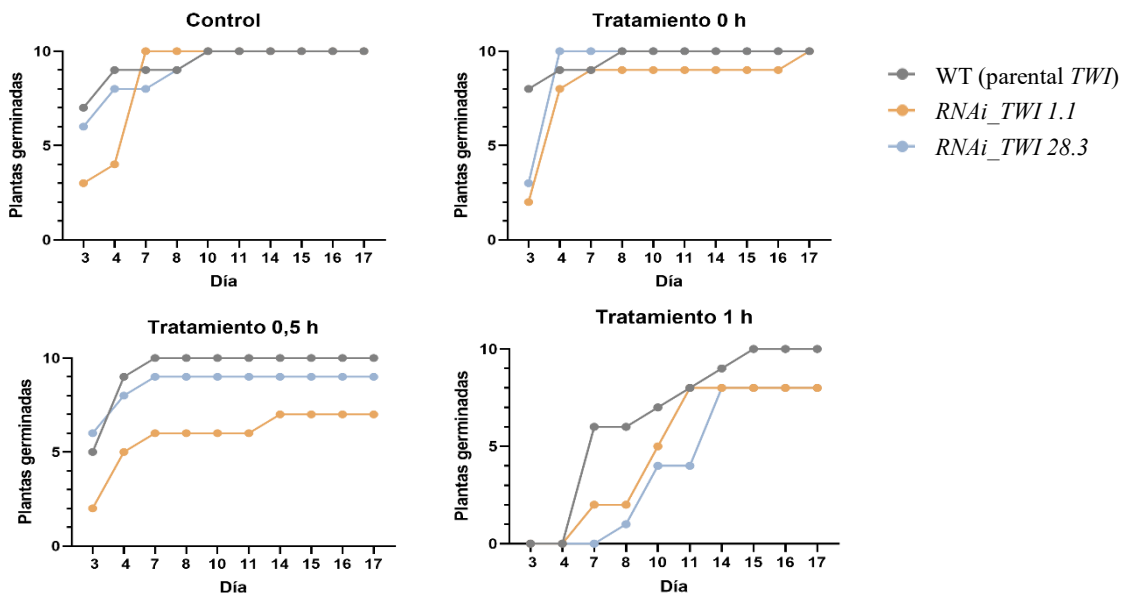 Control
Plantas germinadas
10
5
0
3 4 7 8 10 11 14 15 16 17
Día
Tratamiento 0 h
Plantas germinadas
10
5
0
3 4 7 8 10 11 14 15 16 17
Día
WT (parental TWI)
RNAi_TWI 1.1
RNAi_TWI 28.3
Tratamiento 0,5 h
Plantas germinadas
10
5
0
3 4 7 8 10 11 14 15 16 17
Día
Tratamiento 1 h
Plantas germinadas
10
5
0
3 4 7 8 10 11 14 15 16 17
Día